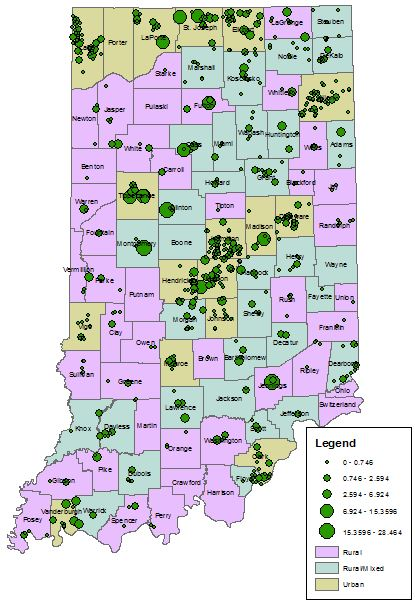 LaGrange
Steuben
St. Joseph
Porter
LaPorte
Noble
DeKalb
Marshall
Starke
Kosciusko
Whitley
Jasper
Pulaski
Fulton
Newton
Wabash
Huntington
Wells
Adams
White
Cass
Miami
Benton
Carroll
Grant
Blackford
Jay
Howard
Tippecanoe
Warren
Clinton
Tipton
Madison
Delaware
Randolph
Fountain
Montgomery
Boone
Henry
Wayne
Vermillion
Parke
Hendricks
Hancock
Putnam
Rush
Fayette
Union
Vigo
Clay
Morgan
Johnson
Shelby
Owen
Franklin
Decatur
Sullivan
Monroe
Brown
Bartholomew
Dearborn
Greene
Jennings
Ripley
Ohio
Jackson
Switzerland
Lawrence
Jefferson
Knox
Daviess
Martin
Scott
Orange
Washington
Clark
Pike
Dubois
Floyd
Gibson
Crawford
Harrison
Posey
Vanderburgh
Warrick
Spencer
Perry
Legend
0 - 0.746
0.746 - 2.594
2.594 - 6.924
6.924 - 15.3596
15.3596 - 28.464
Rural
Rural/Mixed
Urban